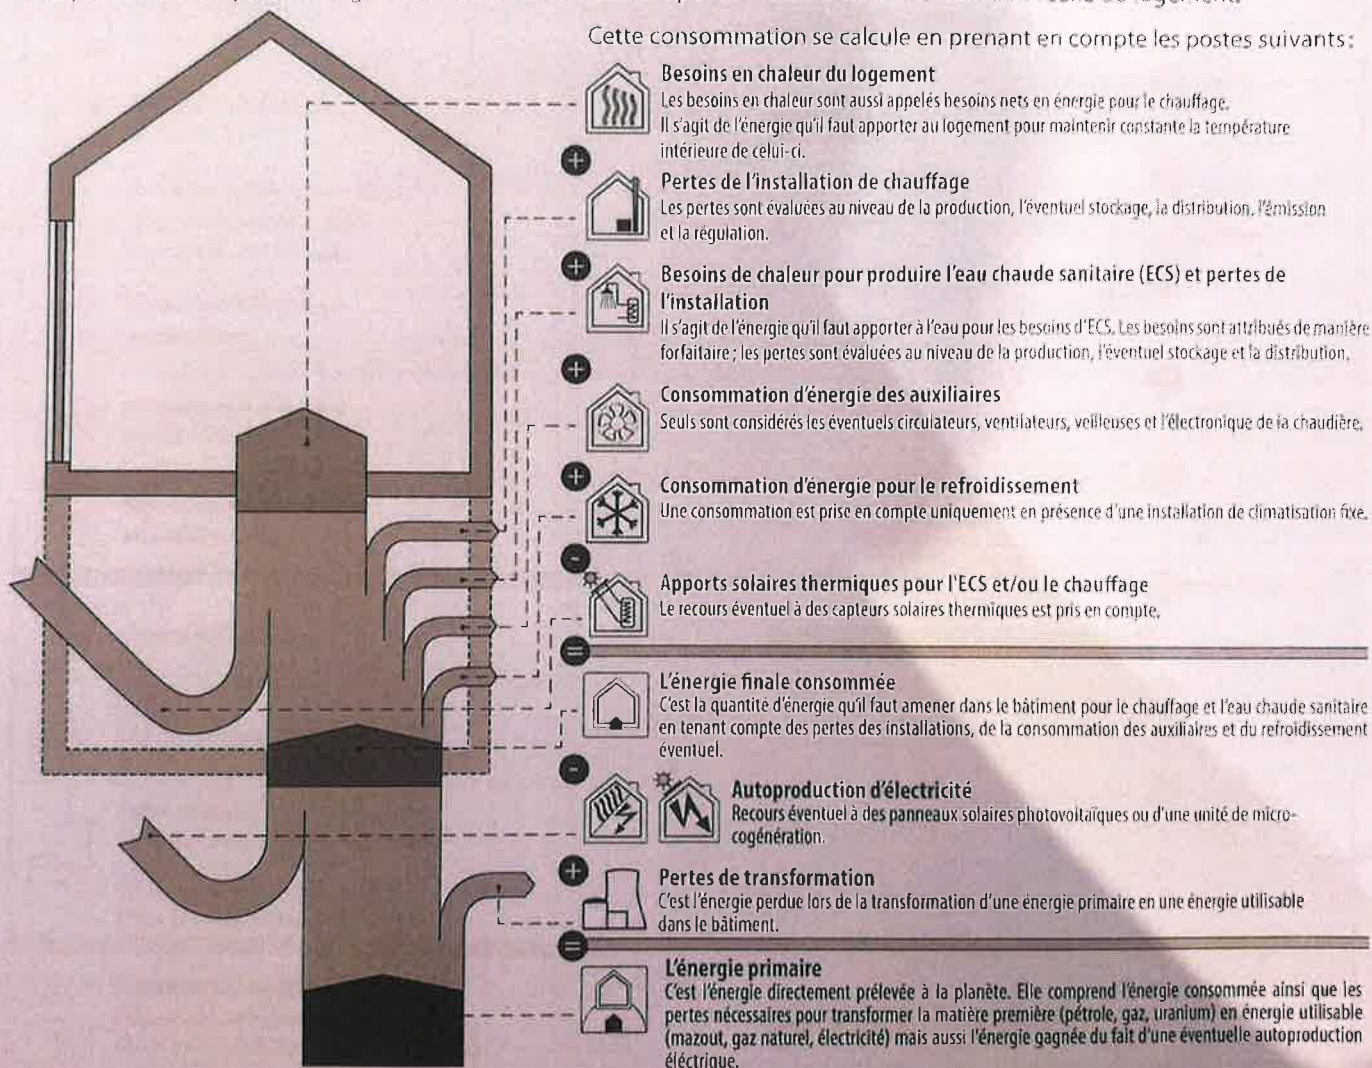 Cette consommation se calcule en prenant en compte les postes suivants:
Besoins en chaleur du logement
Les besoins en chaleur sont aussi appelés besoins nets en énergie pour le chauffage.
Il s'agit de l'énergie qu'il faut apporter au logement pour maintenir constante la température
intérieure de celui-ci.
+
Pertes de l'installation de chauffage
Les pertes sont évaluées au niveau de la production, l'éventuel stockage, la distribution, l'émission
et la régulation.
+
Besoins de chaleur pour produire l'eau chaude sanitaire (ECS) et pertes de
l'installation
Il s'agit de l'énergie qu'il faut apporter à l'eau pour les besoins d'ECS. Les besoins sont attribués de manière
forfaitaire ; les pertes sont évaluées au niveau de la production, l'éventuel stockage et la distribution.
+
Consommation d'énergie des auxiliaires
Seuls sont considérés les éventuels circulateurs, ventilateurs, veilleuses et l'électronique de la chaudière.
+
Consommation d'énergie pour le refroidissement
Une consommation est prise en compte uniquement en présence d'une installation de climatisation fixe.
-
Apports solaires thermiques pour l'ECS et/ou le chauffage
Le recours éventuel à des capteurs solaires thermiques est pris en compte.
=
L'énergie finale consommée
C'est la quantité d'énergie qu'il faut amener dans le bâtiment pour le chauffage et l'eau chaude sanitaire
en tenant compte des pertes des installations, de la consommation des auxiliaires et du refroidissement
éventuel.
-
Autoproduction d'électricité
Recours éventuel à des panneaux solaires photovoltaïques ou d'une unité de micro-
cogénération.
+
Pertes de transformation
C'est l'énergie perdue lors de la transformation d'une énergie primaire en une énergie utilisable
dans le bâtiment.
=
L'énergie primaire
C'est l'énergie directement prélevée à la planète. Elle comprend l'énergie consommée ainsi que les
pertes nécessaires pour transformer la matière première (pétrole, gaz, uranium) en énergie utilisable
(mazout, gaz naturel, électricité) mais aussi l'énergie gagnée du fait d'une éventuelle autoproduction
éléctrique.